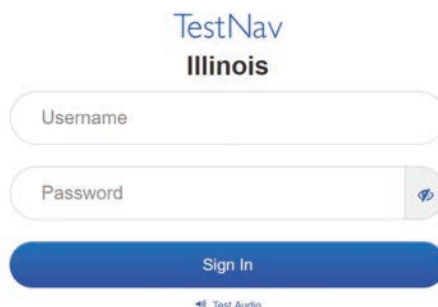 TestNav
Illinois
Username
Password
Sign In
Test Audio